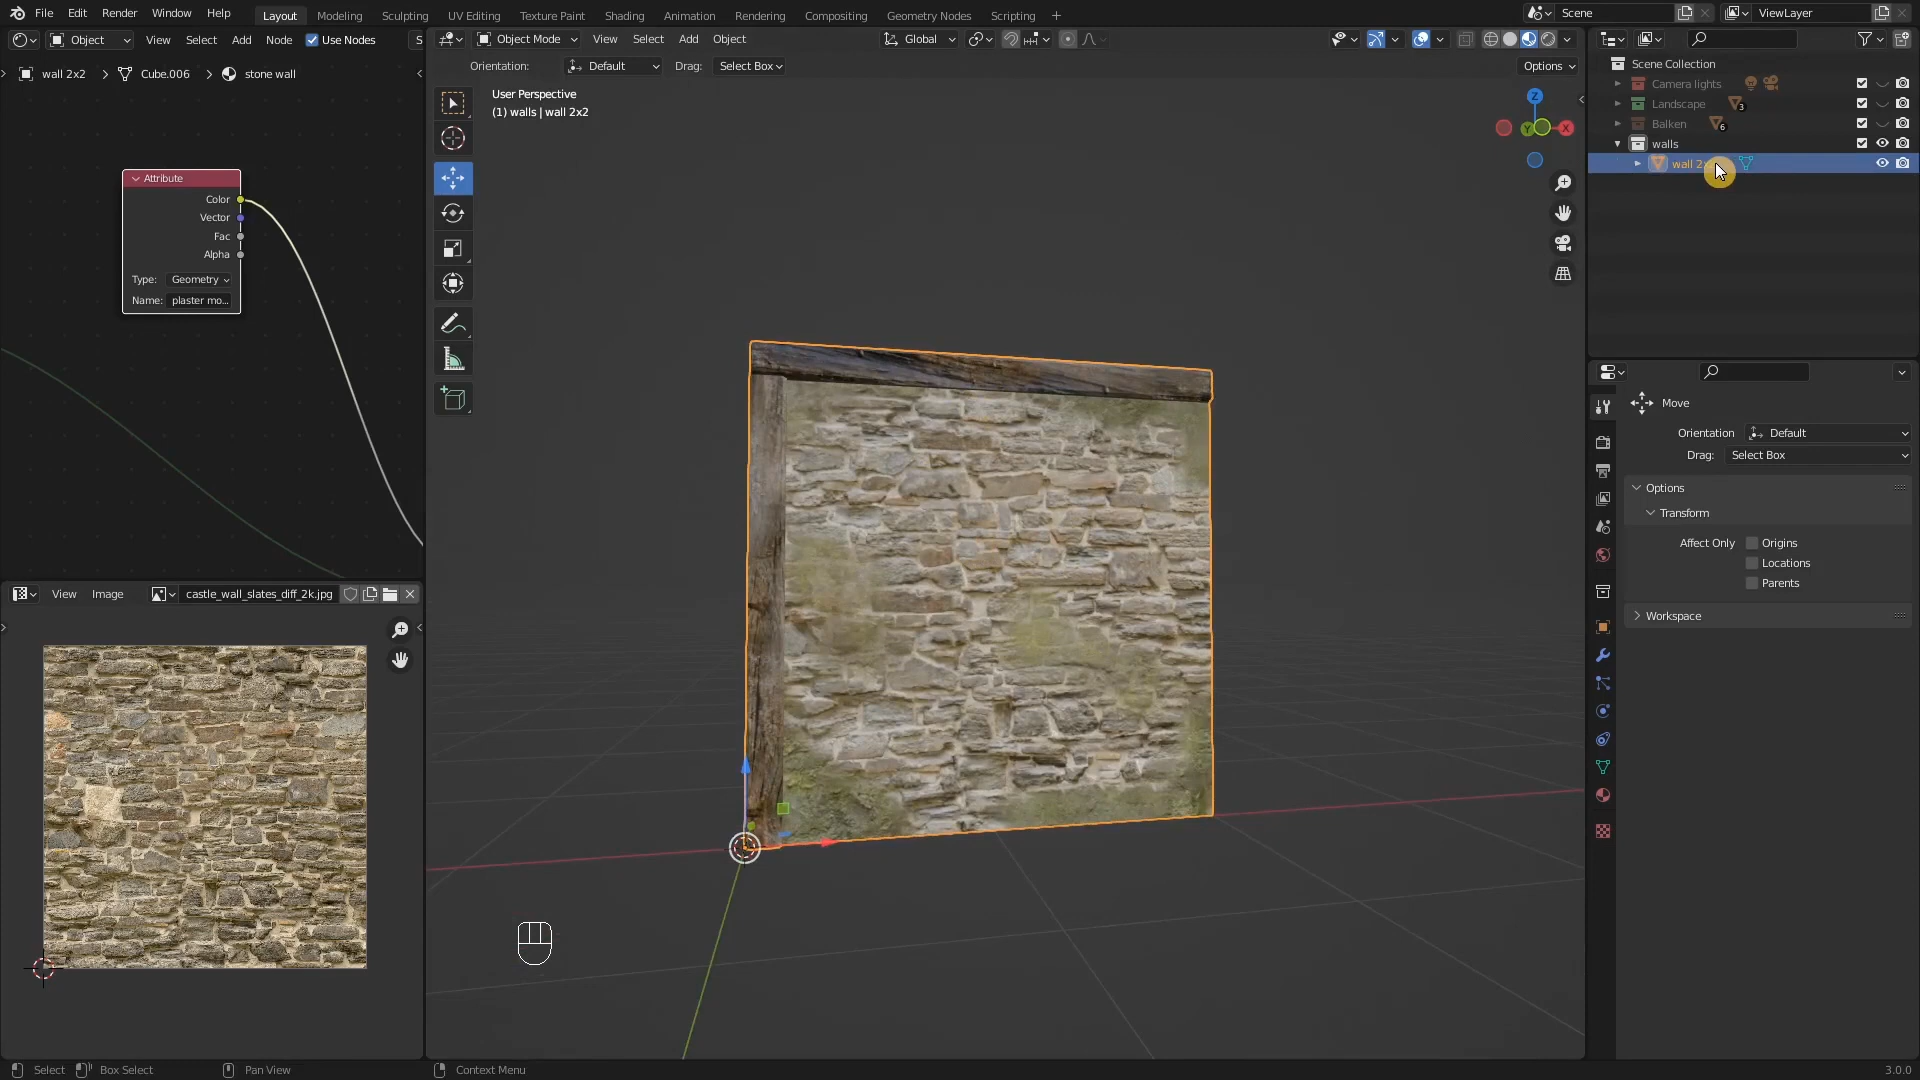 File Edit Render Window Help Layout Modeling Sculpting UV Editing Texture Paint Shading Animation Rendering Compositing Geometry Nodes Scripting Scene ViewLayer
Object View Select Add Node Use Nodes S
Object Mode View Select Add Object Global
wall 2x2 Cube.006 stone wall
Orientation: Default Drag: Select Box Options
User Perspective
(1) walls | wall 2x2
Z
X
Y
Scene Collection
Camera lights
Landscape 3
Balken 6
walls
wall 2
Attribute
Color
Vector
Fac
Alpha
Type: Geometry
Name: plaster mo...
Move
Orientation Default
Drag: Select Box
Options
Transform
Affect Only Origins
Locations
Parents
Workspace
View Image castle_wall_slates_diff_2k.jpg
Select Box Select Pan View Context Menu 3.0.0